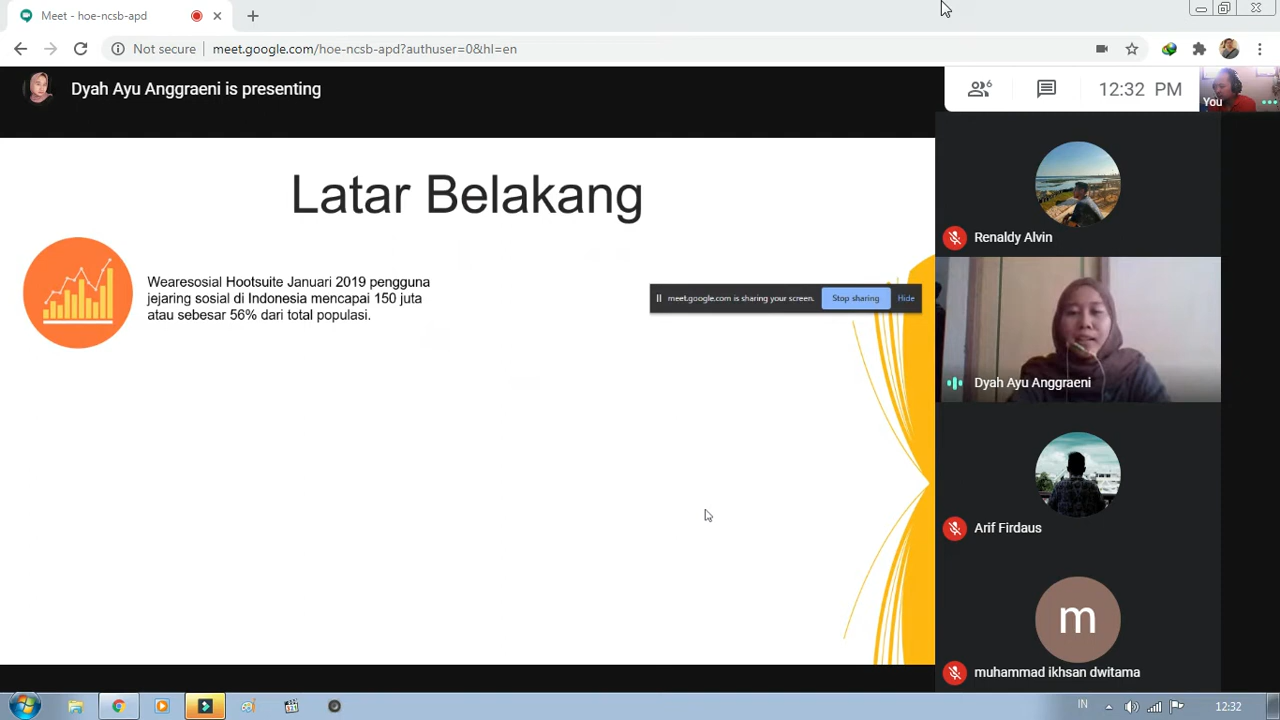 Meet - hoe-ncsb-apd
Not secure
meet.google.com/hoe-ncsb-apd?authuser=0&hl=en
Dyah Ayu Anggraeni is presenting
6
12:32 PM
You
Latar Belakang
Wearesosial Hootsuite Januari 2019 pengguna
jejaring sosial di Indonesia mencapai 150 juta
atau sebesar 56% dari total populasi.
meet.google.com is sharing your screen.
Stop sharing
Hide
Renaldy Alvin
Dyah Ayu Anggraeni
Arif Firdaus
m
muhammad ikhsan dwitama
IN
12:32